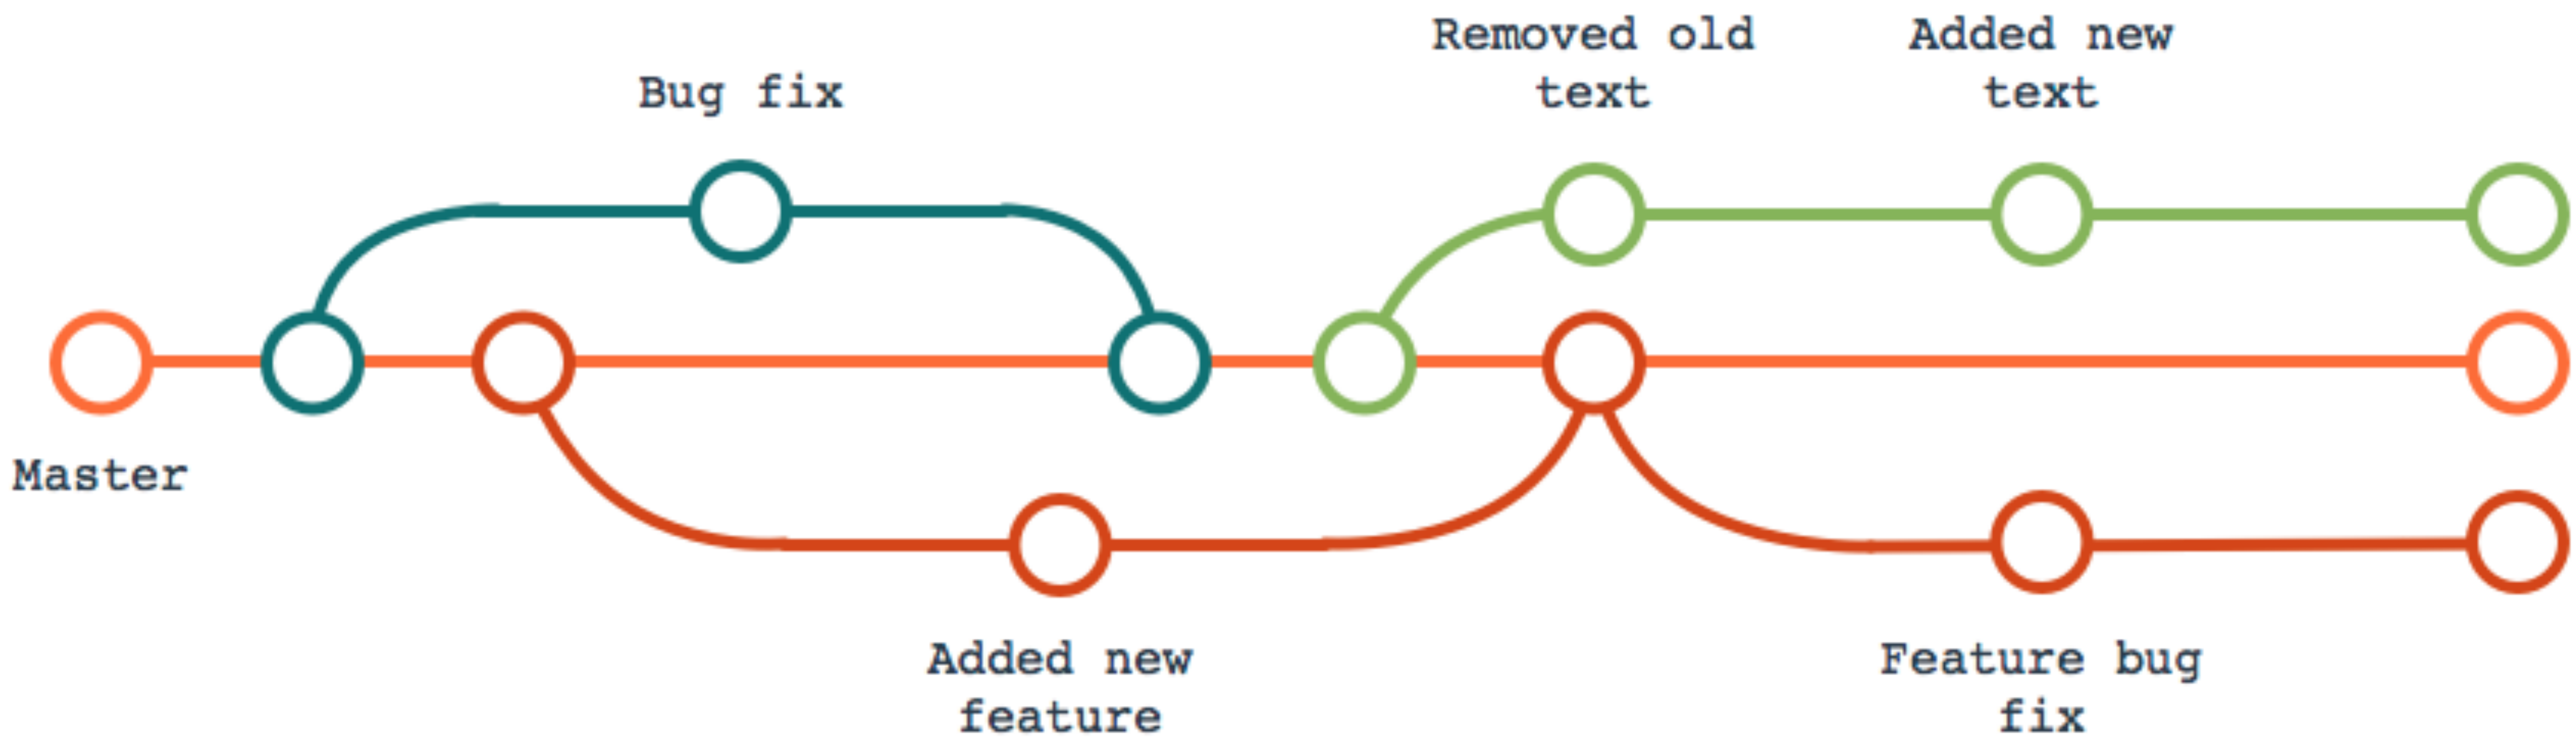 Bug fix
Removed old
text
Added new
text
Master
Added new
feature
Feature bug
fix